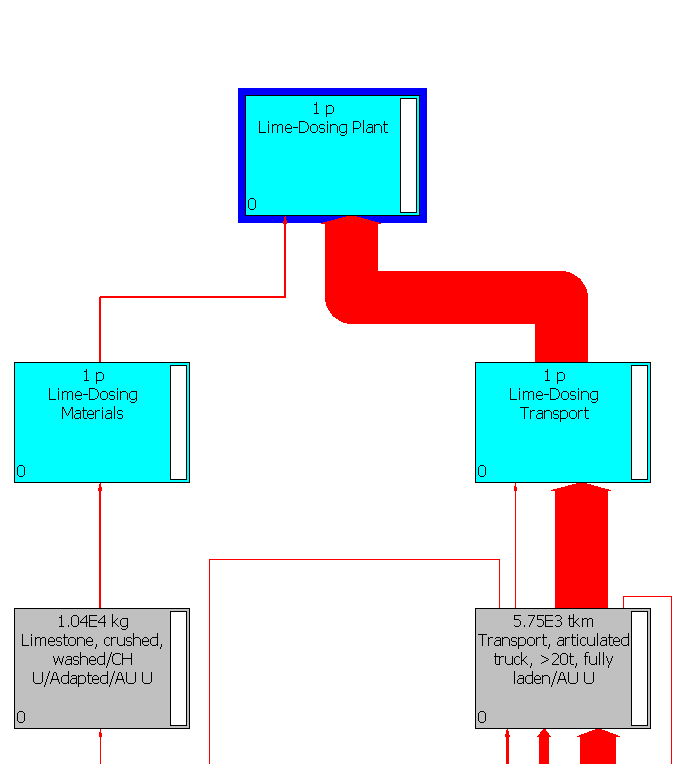 1 p
Lime-Dosing Plant
0
1 p
Lime-Dosing
Materials
0
1 p
Lime-Dosing
Transport
0
1.04E4 kg
Limestone, crushed,
washed/CH
U/Adapted/AU U
0
5.75E3 tkm
Transport, articulated
truck, >20t, fully
laden/AU U
0